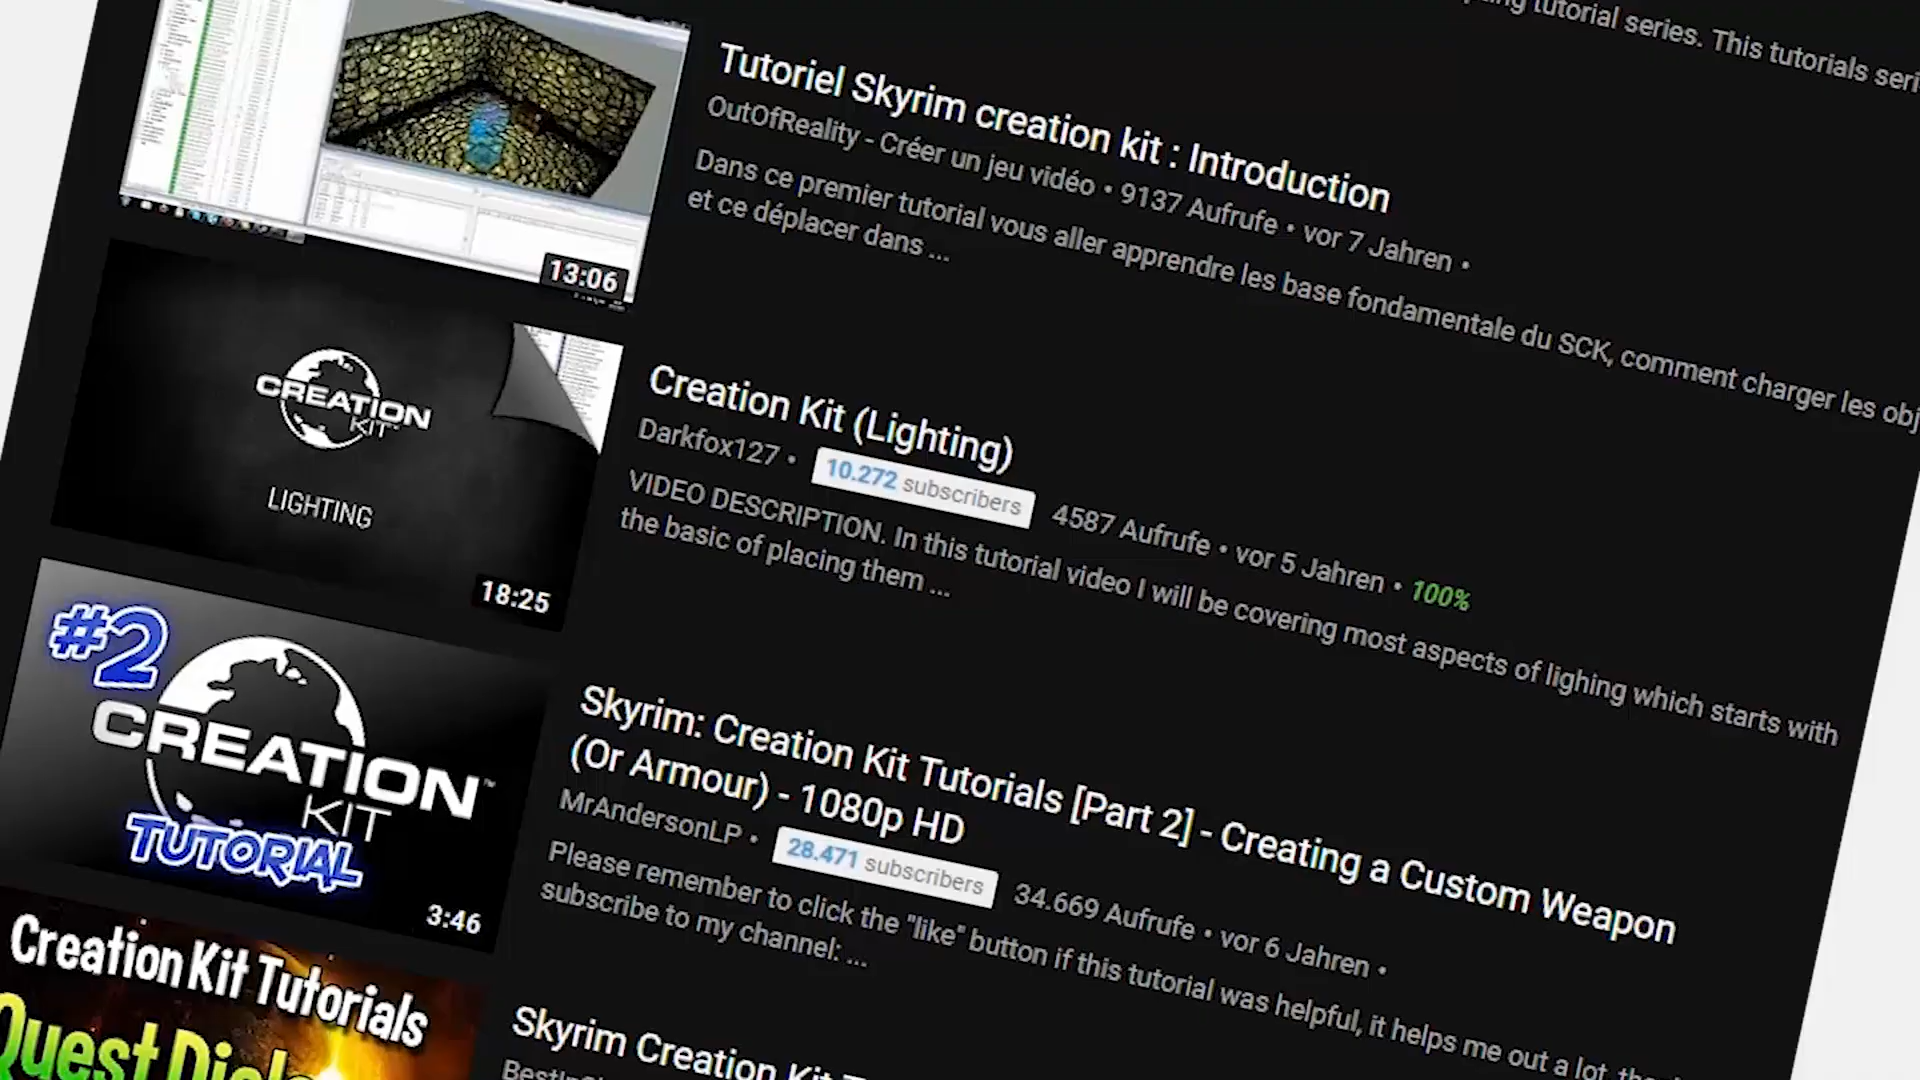 tutorial series. This tutorials
Tutoriel Skyrim creation kit : Introduction
OutOfReality - Créer un jeu vidéo • 9137 Aufrufe • vor 7 Jahren •
Dans ce premier tutorial vous aller apprendre les base fondamentale du SCK, comment charger les obj
et ce déplacer dans ...
13:06
CREATION
KIT
LIGHTING
18:25
Creation Kit (Lighting)
Darkfox127 • 10.272 subscribers 4587 Aufrufe • vor 5 Jahren • 100%
VIDEO DESCRIPTION. In this tutorial video I will be covering most aspects of lighing which starts with
the basic of placing them ...
#2
CREATION™
KIT
TUTORIAL
3:46
Skyrim: Creation Kit Tutorials [Part 2] - Creating a Custom Weapon
(Or Armour) - 1080p HD
MrAndersonLP • 28.471 subscribers 34.669 Aufrufe • vor 6 Jahren •
Please remember to click the "like" button if this tutorial was helpful, it helps me out a lot,
subscribe to my channel: ...
Creation Kit Tutorials
Quest
Skyrim Creation Kit